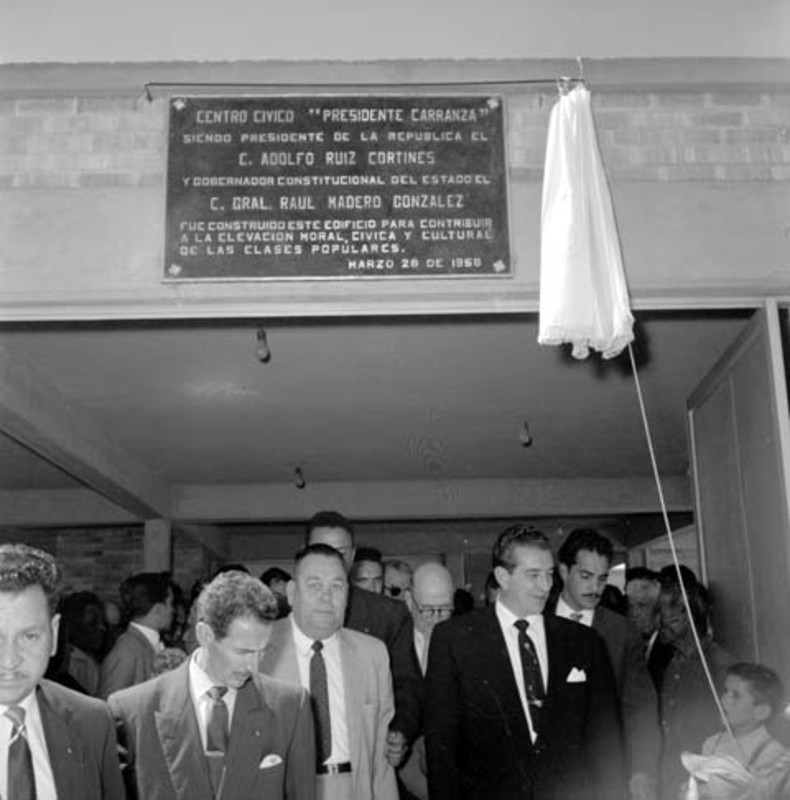 CENTRO CIVICO "PRESIDENTE CARRANZA"
SIENDO PRESIDENTE DE LA REPUBLICA EL
C. ADOLFO RUIZ CORTINES
Y GOBERNADOR CONSTITUCIONAL DEL ESTADO EL
C. GRAL. RAUL MADERO GONZALEZ
FUE CONSTRUIDO ESTE EDIFICIO PARA CONTRIBUIR
A LA ELEVACION MORAL, CIVICA Y CULTURAL
DE LAS CLASES POPULARES.
MARZO 26 DE 1958